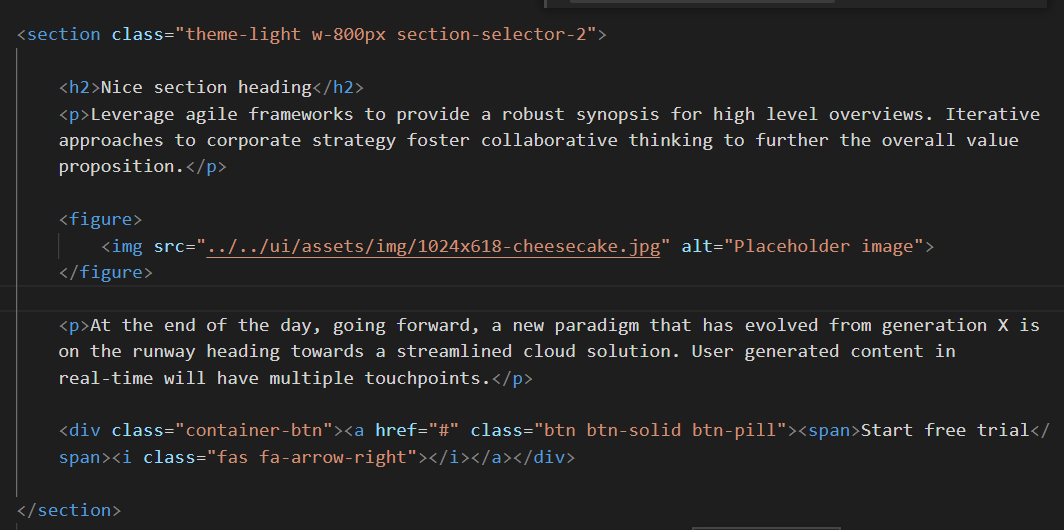 <section class="theme-light w-800px section-selector-2">
<h2>Nice section heading</h2>
<p>Leverage agile frameworks to provide a robust synopsis for high level overviews. Iterative
approaches to corporate strategy foster collaborative thinking to further the overall value
proposition.</p>
<figure>
<img src="../../ui/assets/img/1024x618-cheesecake.jpg" alt="Placeholder image">
</figure>
<p>At the end of the day, going forward, a new paradigm that has evolved from generation X is
on the runway heading towards a streamlined cloud solution. User generated content in
real-time will have multiple touchpoints.</p>
<div class="container-btn"><a href="#" class="btn btn-solid btn-pill"><span>Start free trial</
span><i class="fas fa-arrow-right"></i></a></div>
</section>